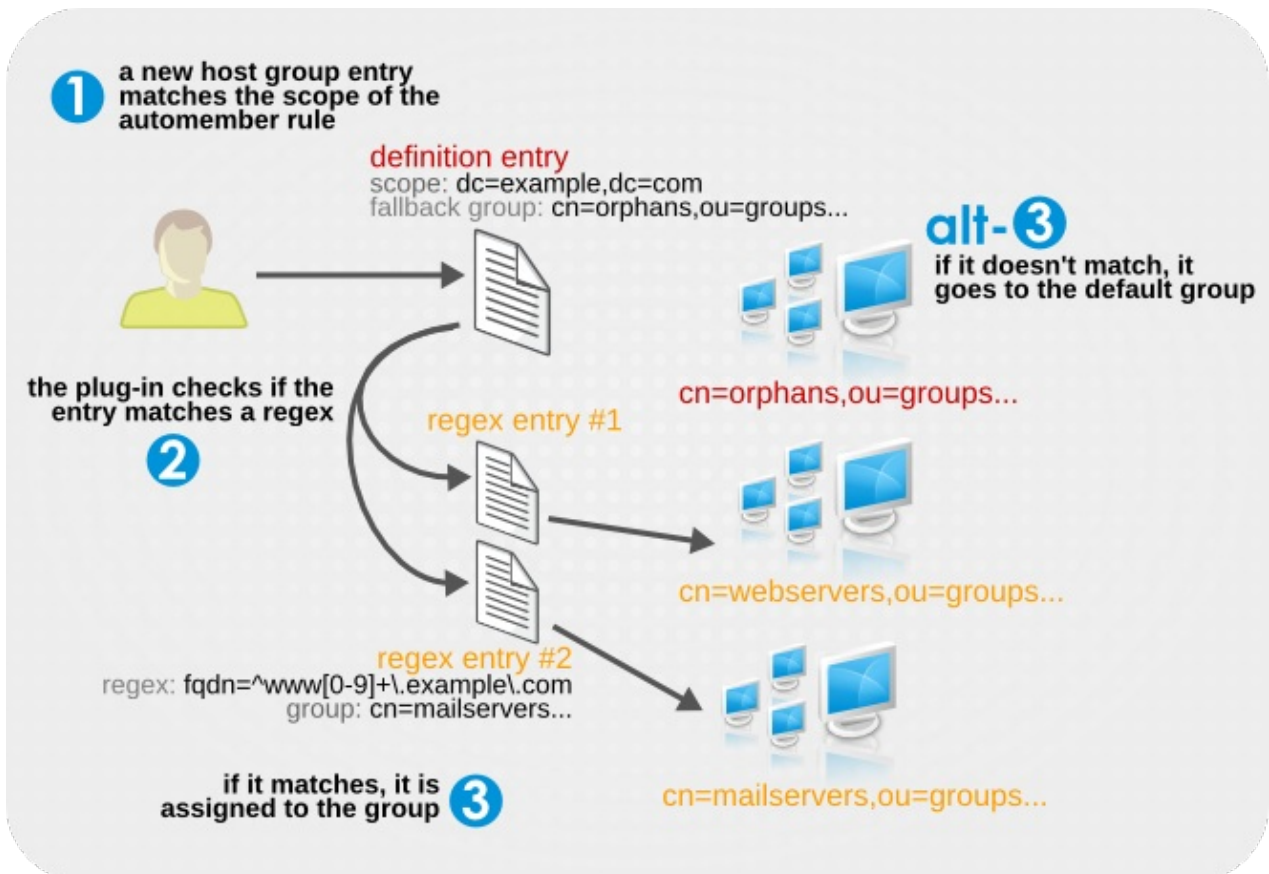 1
a new host group entry
matches the scope of the
automember rule
definition entry
scope: dc=example,dc=com
fallback group: cn=orphans,ou=groups...
alt-3
if it doesn't match, it
goes to the default group
cn=orphans,ou=groups...
the plug-in checks if the
entry matches a regex
2
regex entry #1
cn=webservers,ou=groups...
regex entry #2
regex: fqdn=^www[0-9]+\.example\.com
group: cn=mailservers...
if it matches, it is
assigned to the group
3
cn=mailservers,ou=groups...